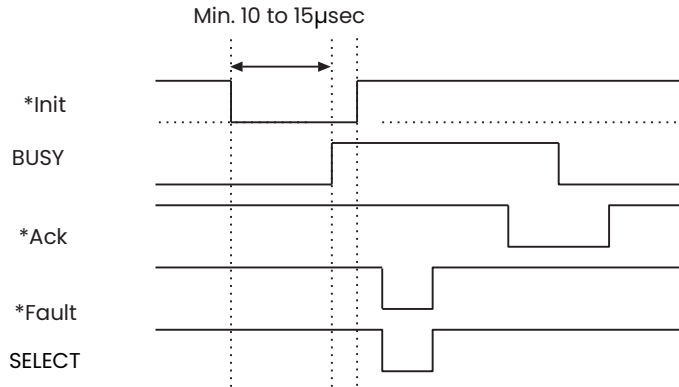 Min. 10 to 15µsec
*Init
BUSY
*Ack
*Fault
SELECT